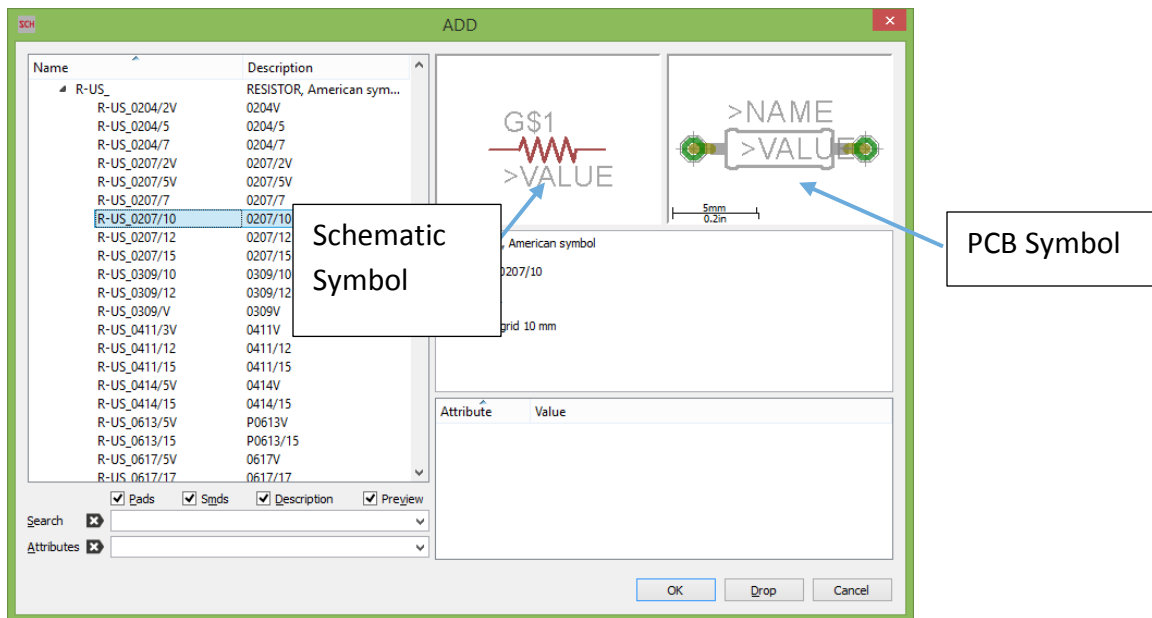 SCH
ADD
Name Description
R-US_ RESISTOR, American sym...
R-US_0204/2V 0204V
R-US_0204/5 0204/5
R-US_0204/7 0204/7
R-US_0207/2V 0207/2V
R-US_0207/5V 0207/5V
R-US_0207/7 0207/7
R-US_0207/10 0207/10
R-US_0207/12 0207/12
R-US_0207/15 0207/15
R-US_0309/10 0309/10
R-US_0309/12 0309/12
R-US_0309/V 0309V
R-US_0411/3V 0411V
R-US_0411/12 0411/12
R-US_0411/15 0411/15
R-US_0414/5V 0414V
R-US_0414/15 0414/15
R-US_0613/5V P0613V
R-US_0613/15 P0613/15
R-US_0617/5V 0617V
R-US_0617/17 0617/17
Pads Smds Description Preview
Search
Attributes
G$1
>VALUE
>NAME
>VALUE
5mm
0.2in
Schematic
Symbol
PCB Symbol
, American symbol
0207/10
grid 10 mm
Attribute Value
OK Drop Cancel